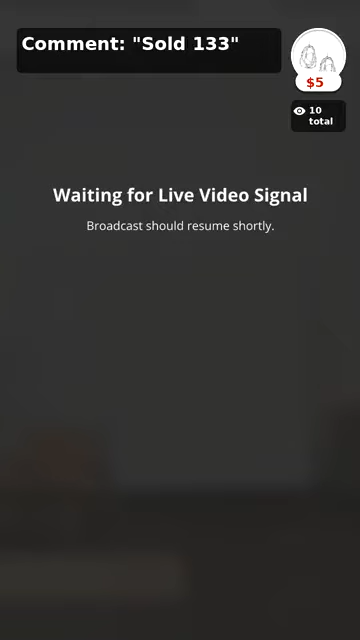 Comment: "Sold 133"
$5
10
total
Waiting for Live Video Signal
Broadcast should resume shortly.